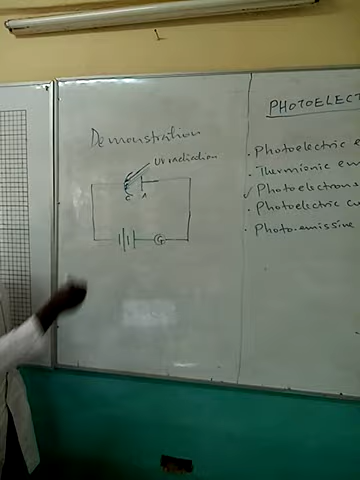 Demonstration
UV radiation
C A
G
PHOTOELECT
• Photoelectric e
• Thermionic em
✓ Photoelectrons
• Photoelectric cu
• Photo-emissive